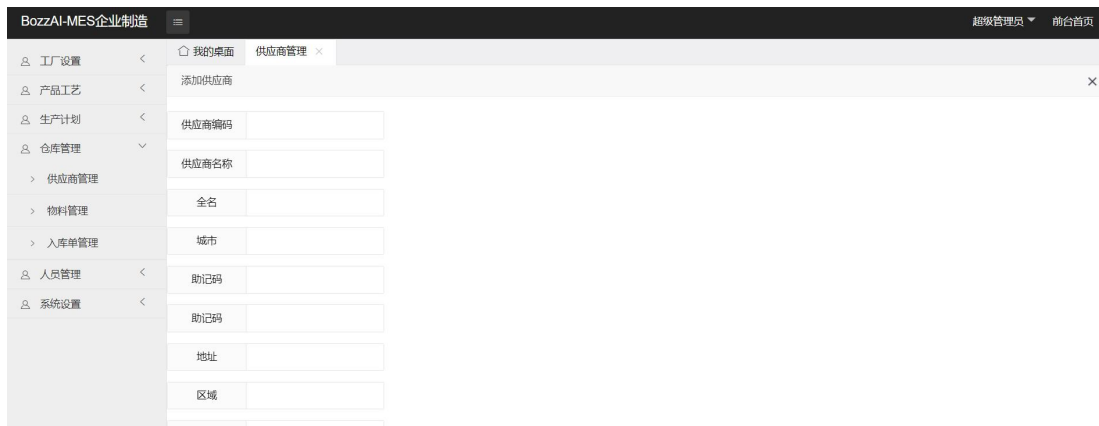 BozzAI-MES企业制造
超级管理员 前台首页
工厂设置
产品工艺
生产计划
仓库管理
供应商管理
物料管理
入库单管理
人员管理
系统设置
我的桌面 供应商管理
添加供应商
供应商编码
供应商名称
全名
城市
助记码
助记码
地址
区域